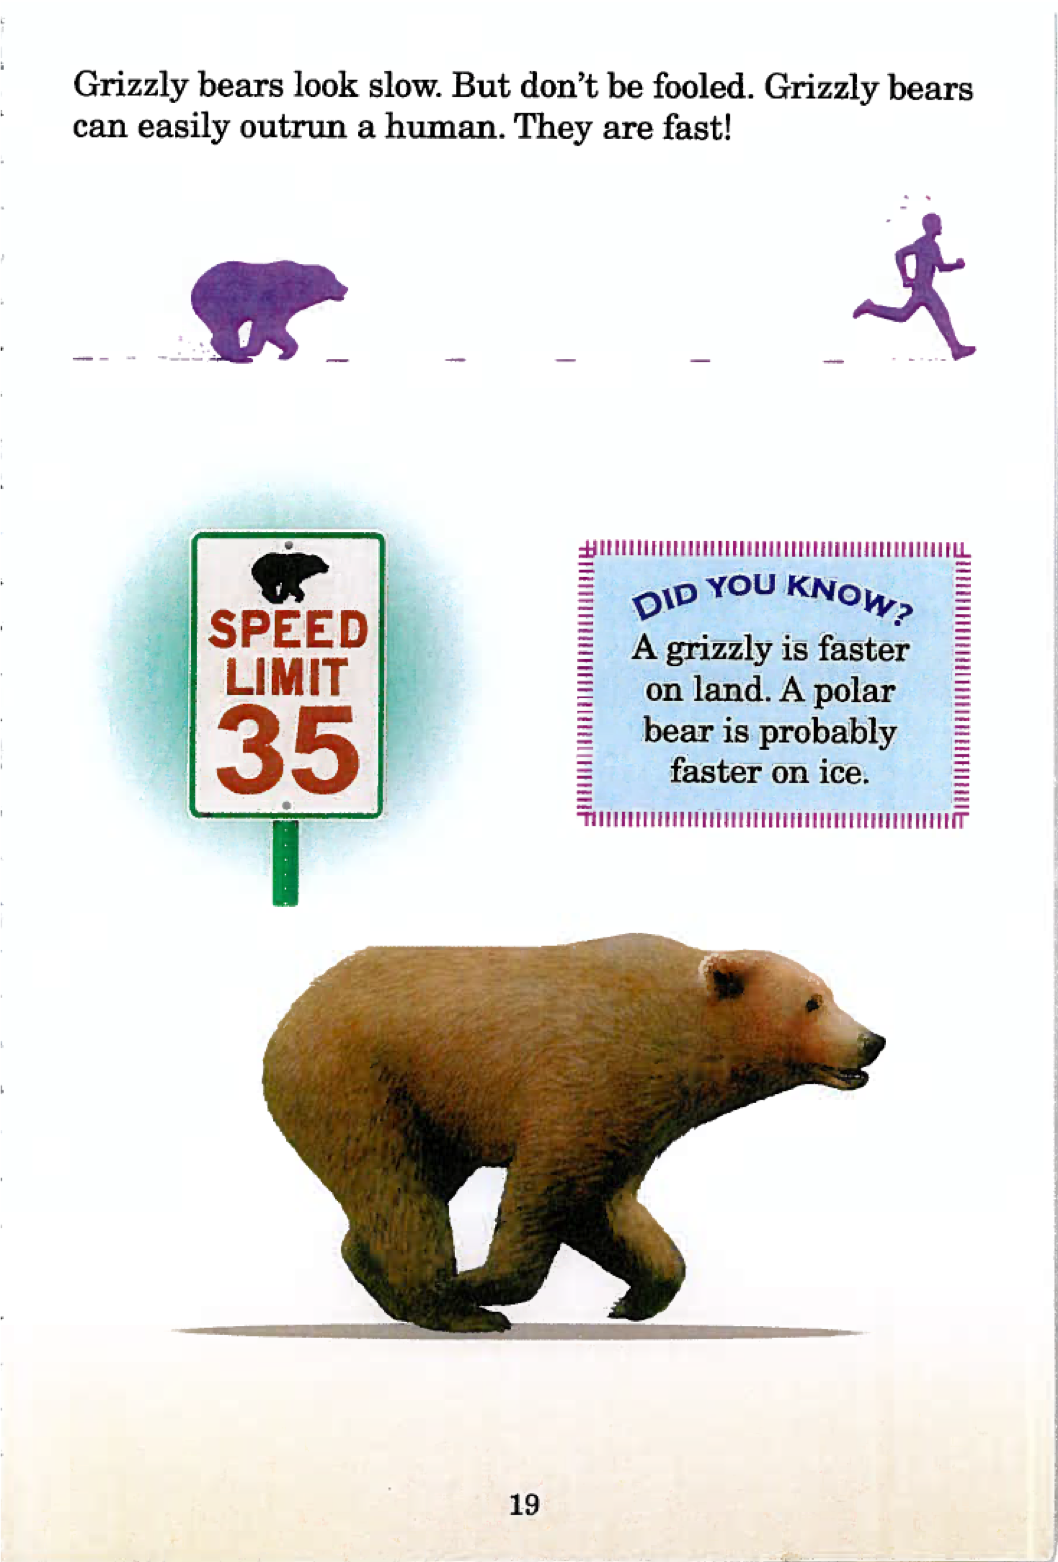 Grizzly bears look slow. But don't be fooled. Grizzly bears
can easily outrun a human. They are fast!
SPEED
LIMIT
35
DID YOU KNOW?
A grizzly is faster
on land. A polar
bear is probably
faster on ice.
19